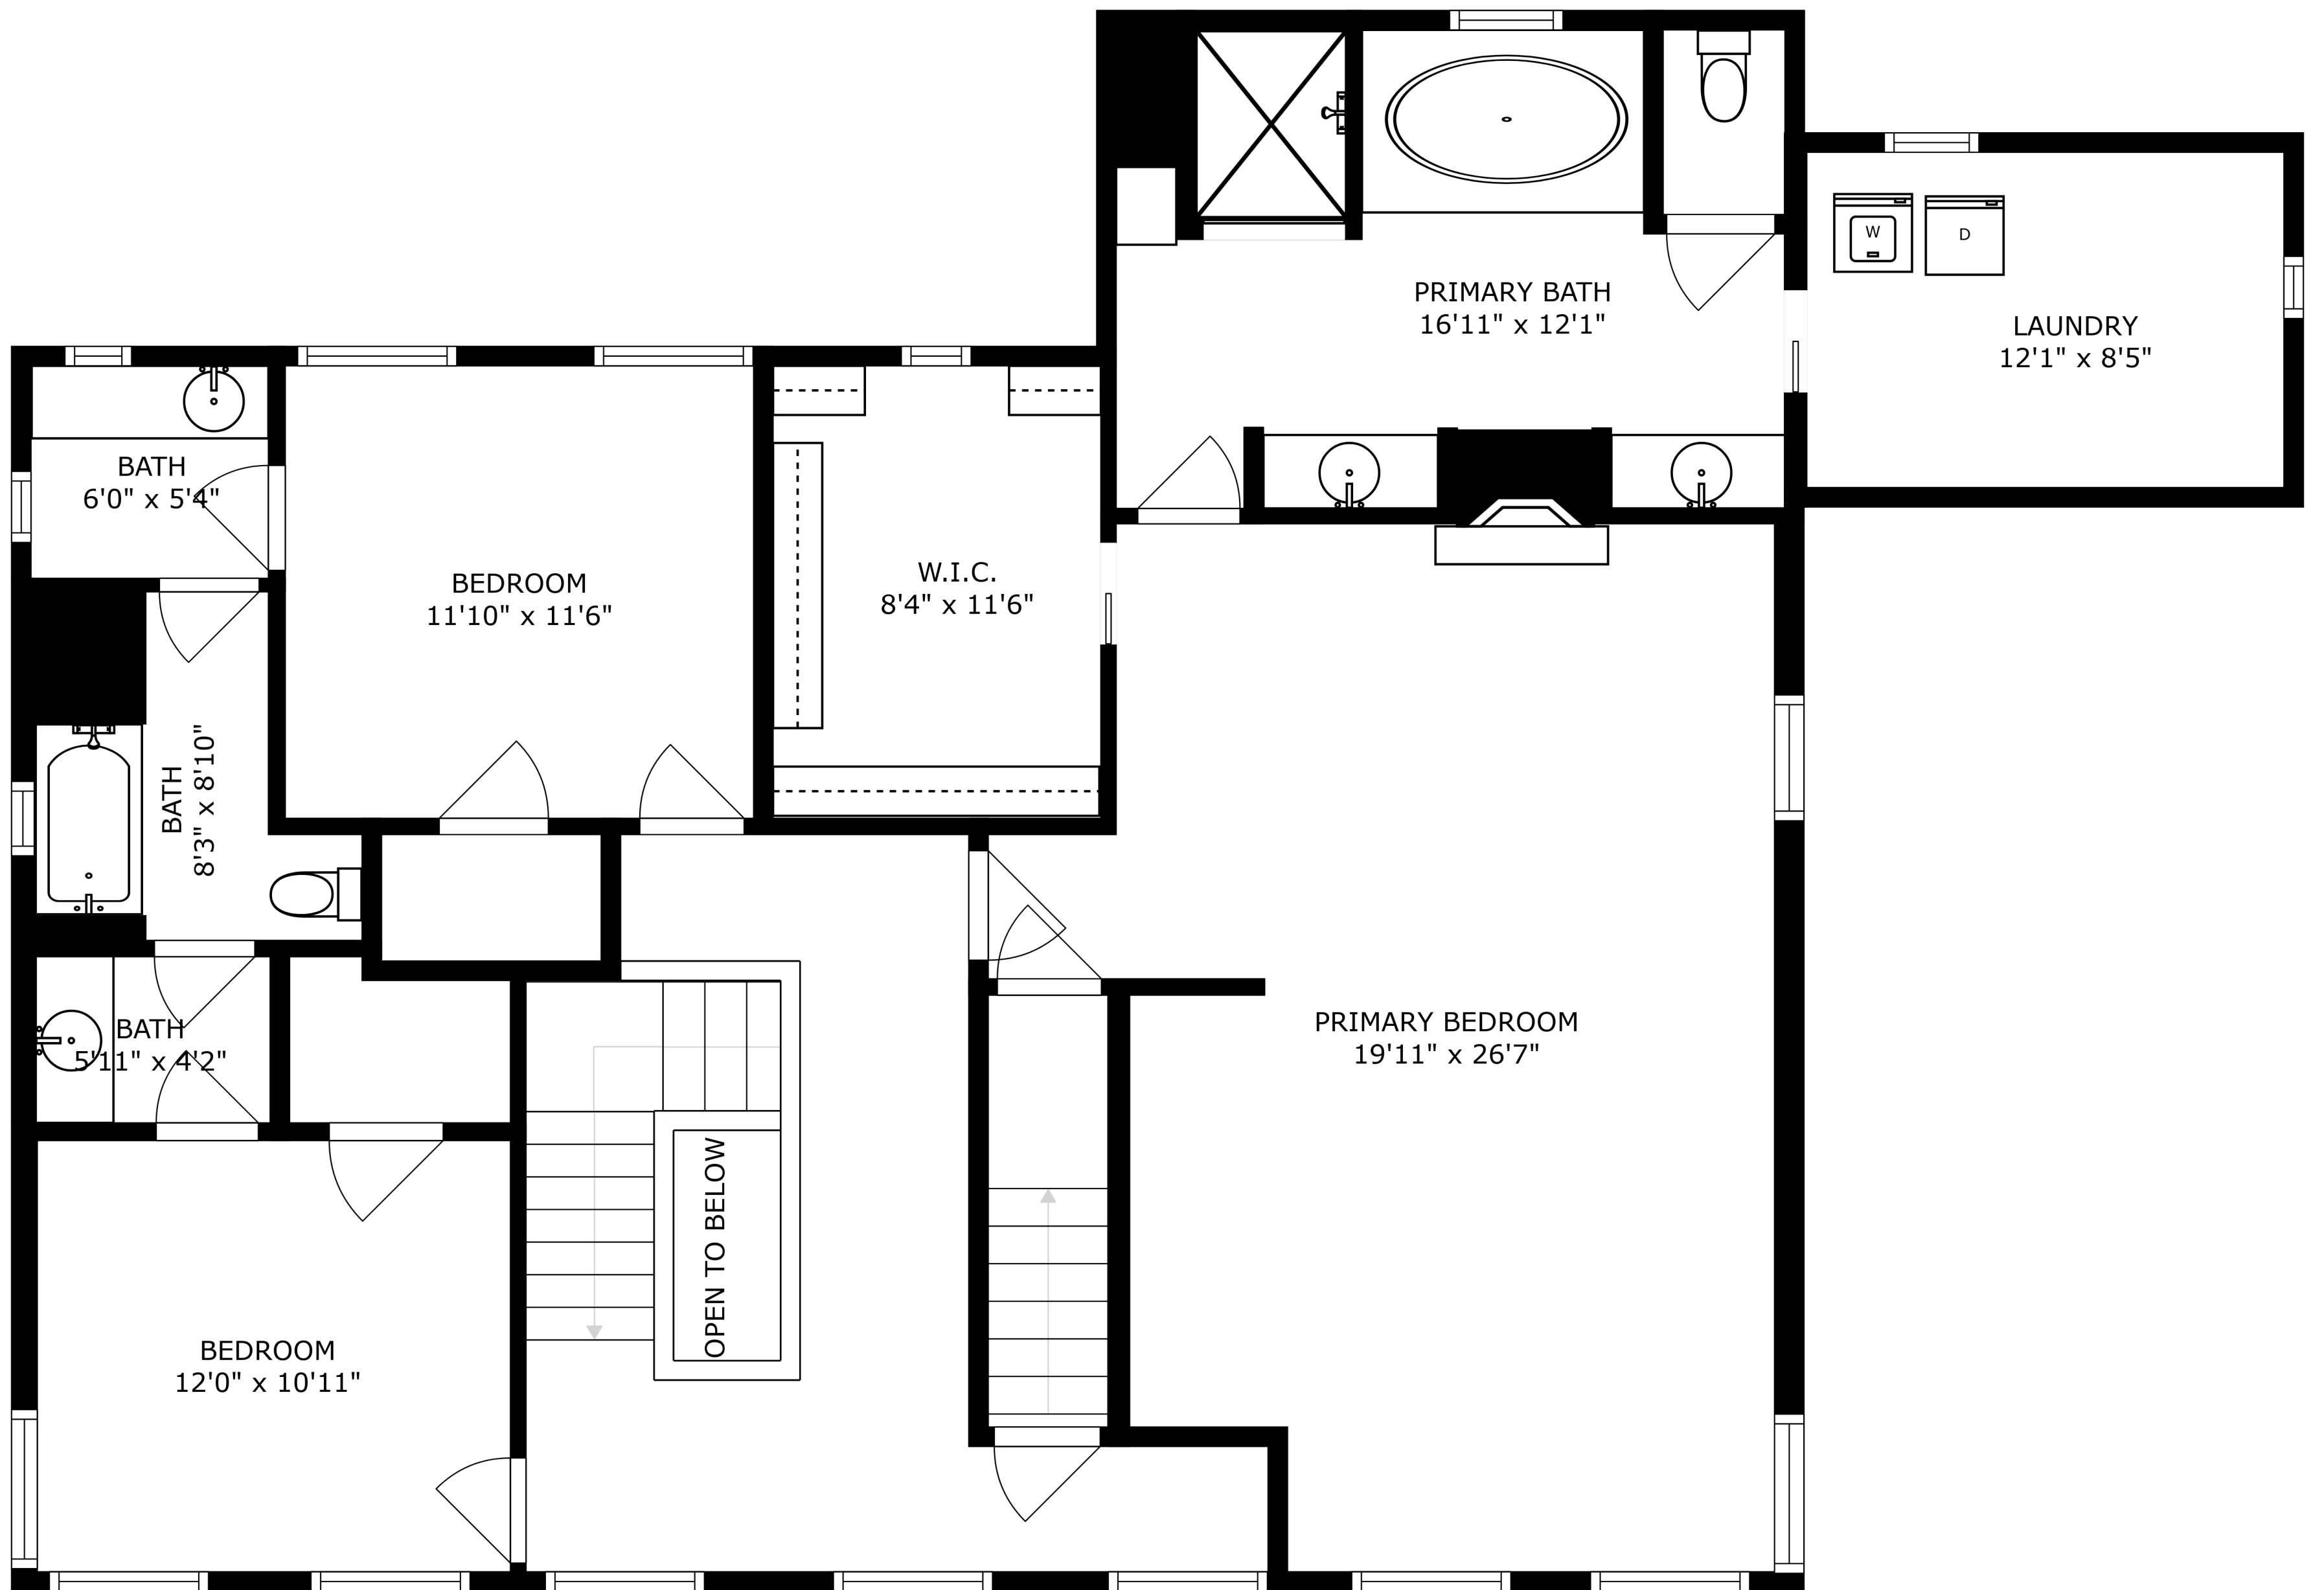 PRIMARY BATH
16'11" x 12'1"
W
D
LAUNDRY
12'1" x 8'5"
BATH
6'0" x 5'4"
BEDROOM
11'10" x 11'6"
W.I.C.
8'4" x 11'6"
BATH
8'3" x 8'10"
BATH
5'11" x 4'2"
PRIMARY BEDROOM
19'11" x 26'7"
OPEN TO BELOW
BEDROOM
12'0" x 10'11"